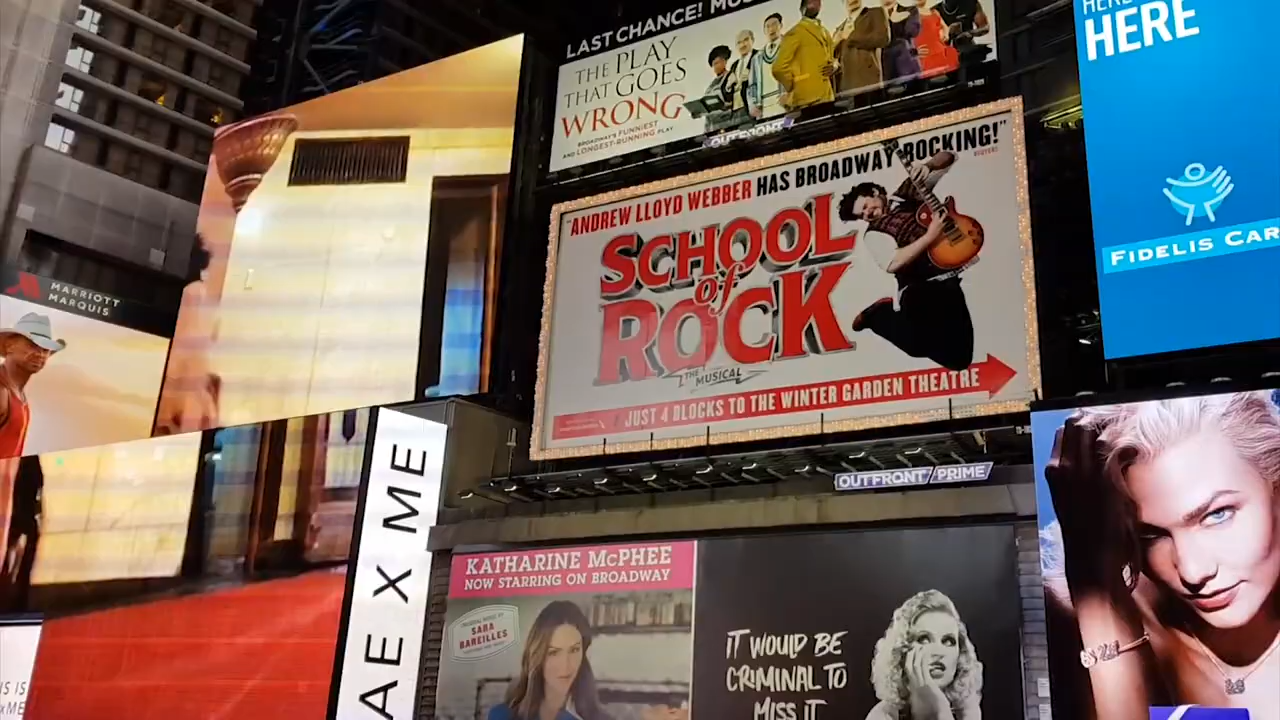 LAST CHANCE!
THE PLAY
THAT GOES
WRONG
BROADWAY'S FUNNIEST
AND LONGEST-RUNNING PLAY
OUTFRONT/
HERE
FIDELIS CAR
"ANDREW LLOYD WEBBER HAS BROADWAY ROCKING!"
SCHOOL
of
ROCK
THE
MUSICAL
JUST 4 BLOCKS TO THE WINTER GARDEN THEATRE
MARRIOTT
MARQUIS
OUTFRONT/PRIME
AE X ME
KATHARINE McPHEE
NOW STARRING ON BROADWAY
SARA
BAREILLES
IT WOULD BE
CRIMINAL TO
MISS IT
IS IS
xME